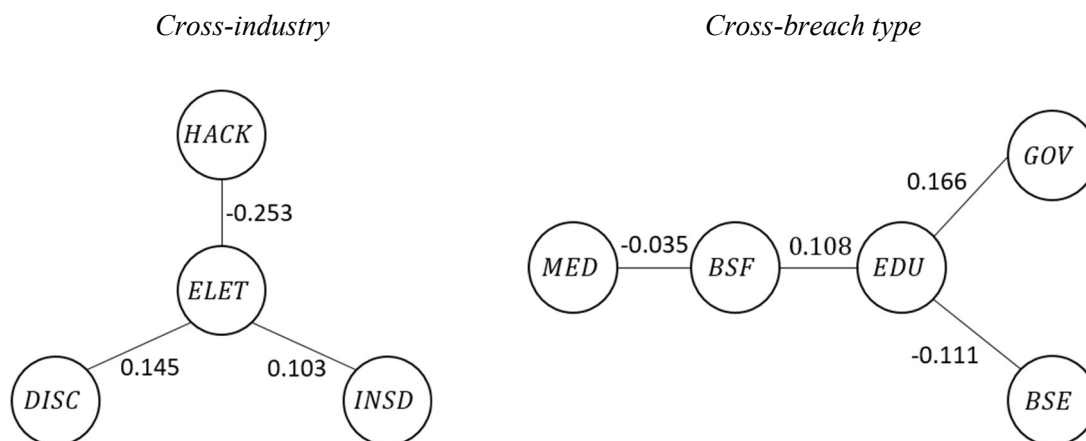 Cross-industry
HACK
-0.253
ELET
0.145
0.103
DISC
INSD
Cross-breach type
GOV
0.166
MED
-0.035
BSF
0.108
EDU
-0.111
BSE